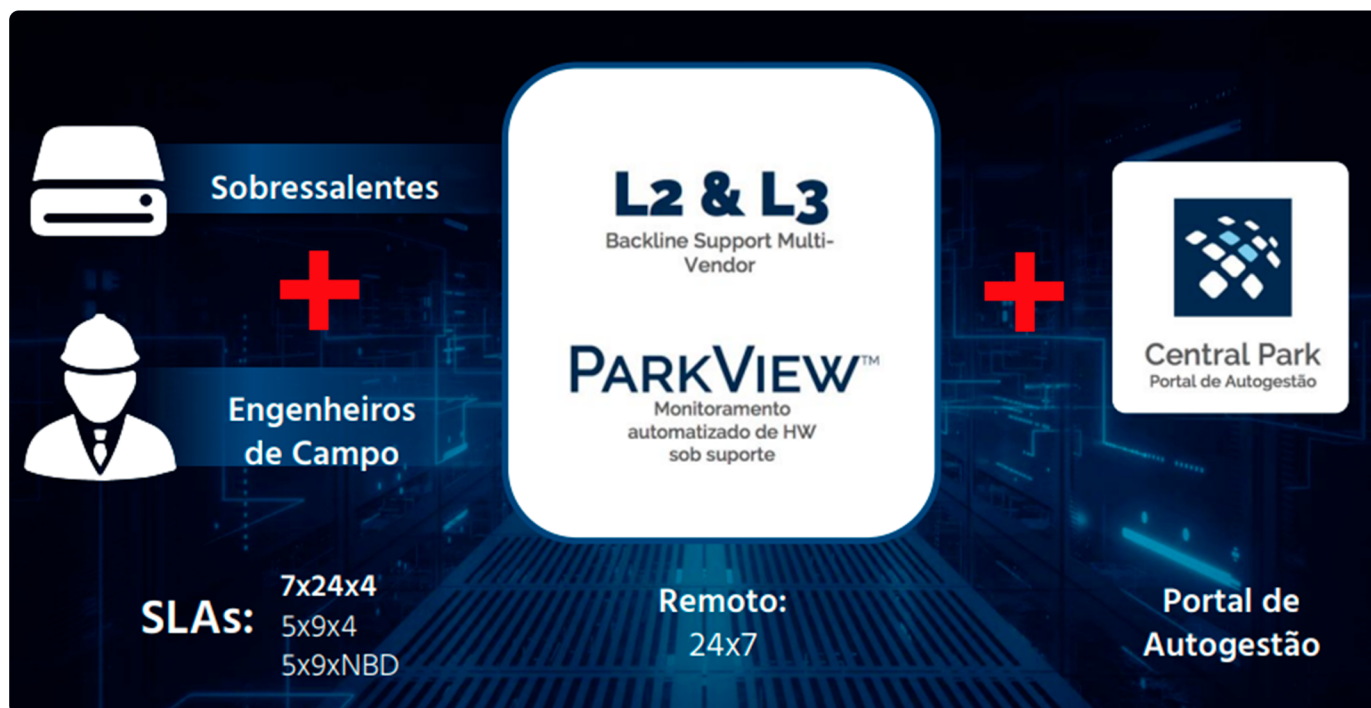 Sobressalentes
Engenheiros
de Campo
SLAs:
7x24x4
5x9x4
5x9xNBD
L2 & L3
Backline Support Multi-
Vendor
PARKVIEW™
Monitoramento
automatizado de HW
sob suporte
Remoto:
24x7
Central Park
Portal de Autogestão
Portal de
Autogestão